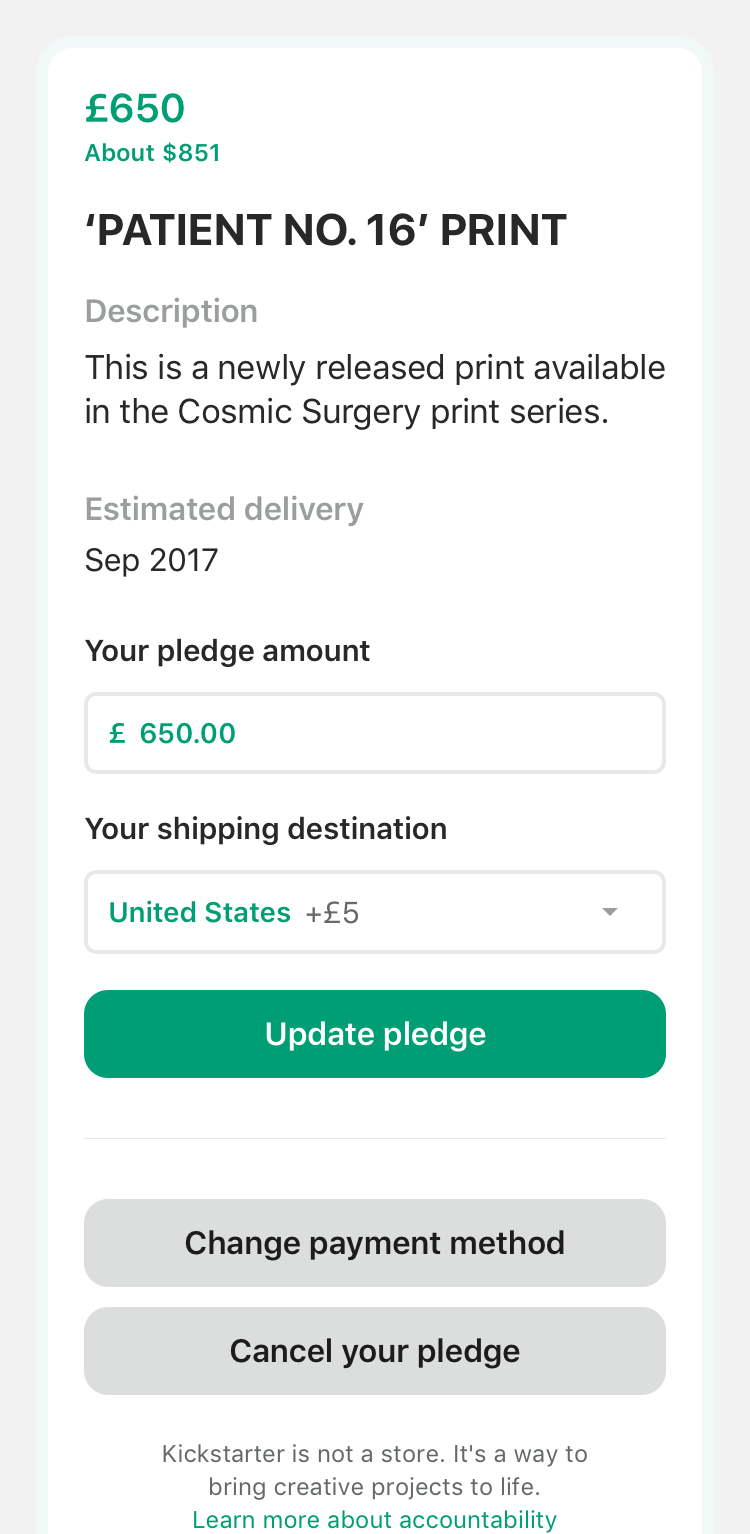 £650
About $851
‘PATIENT NO. 16’ PRINT
Description
This is a newly released print available
in the Cosmic Surgery print series.
Estimated delivery
Sep 2017
Your pledge amount
£ 650.00
Your shipping destination
United States +£5
Update pledge
Change payment method
Cancel your pledge
Kickstarter is not a store. It's a way to
bring creative projects to life.
Learn more about accountability